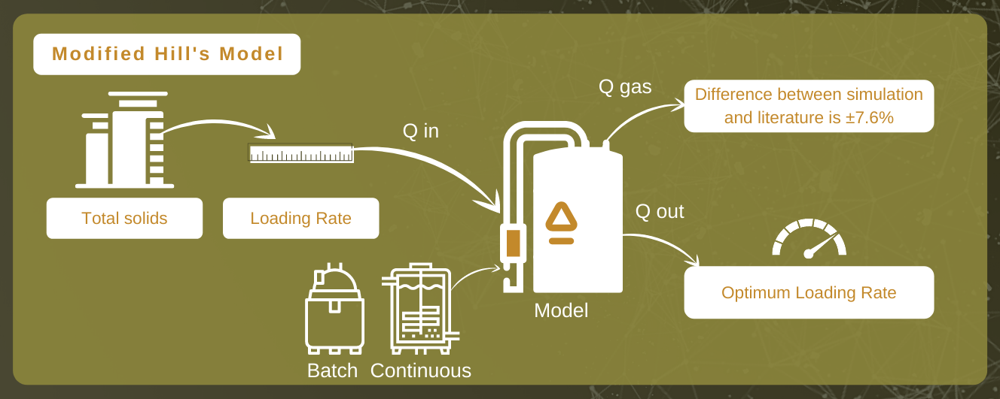 Modified Hill's Model
Q gas
Difference between simulation
and literature is ±7.6%
Q in
Q out
Total solids
Loading Rate
Optimum Loading Rate
Model
Batch
Continuous